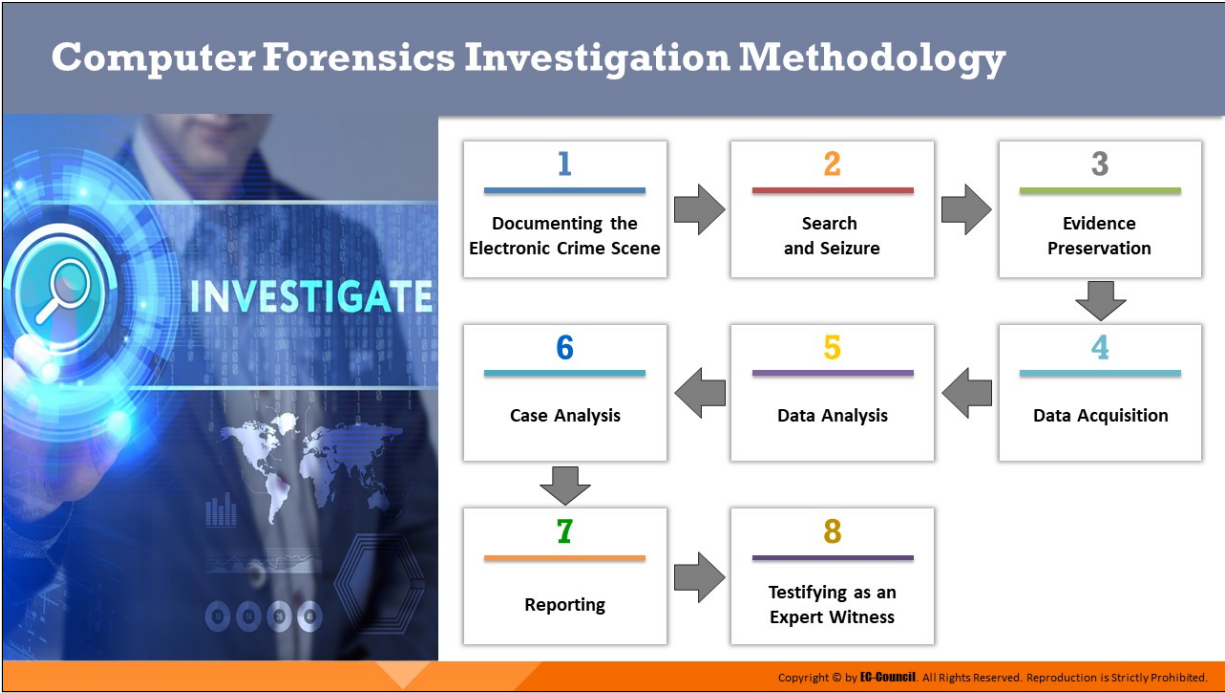 Computer Forensics Investigation Methodology
INVESTIGATE
1
Documenting the
Electronic Crime Scene
2
Search
and Seizure
3
Evidence
Preservation
4
Data Acquisition
5
Data Analysis
6
Case Analysis
7
Reporting
8
Testifying as an
Expert Witness
Copyright © by EC-Council. All Rights Reserved. Reproduction is Strictly Prohibited.